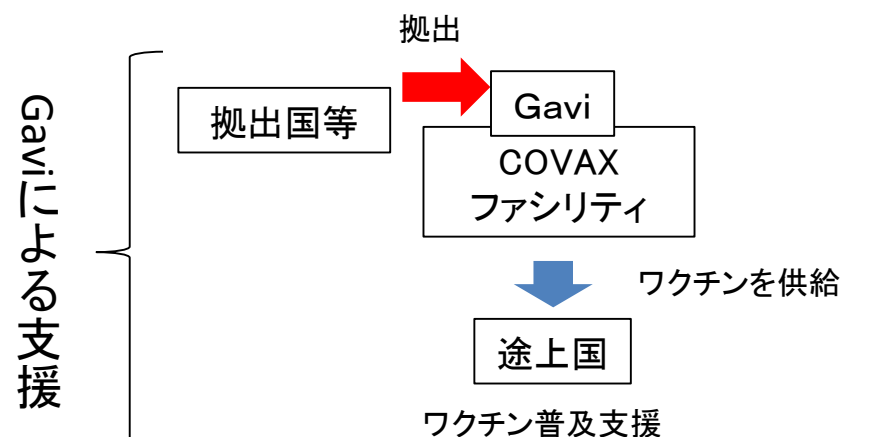 Gaviによる支援
拠出
拠出国等
Gavi
COVAX
ファシリティ
ワクチンを供給
途上国
ワクチン普及支援